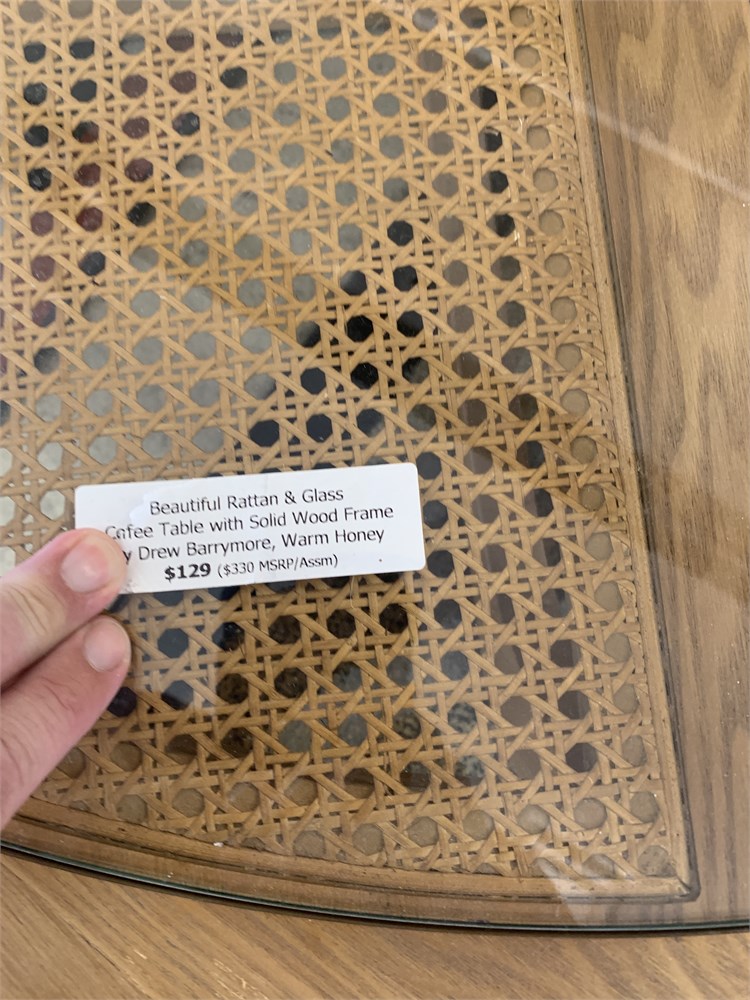 Beautiful Rattan & Glass
Cofee Table with Solid Wood Frame
y Drew Barrymore, Warm Honey
$129 ($330 MSRP/Assm)